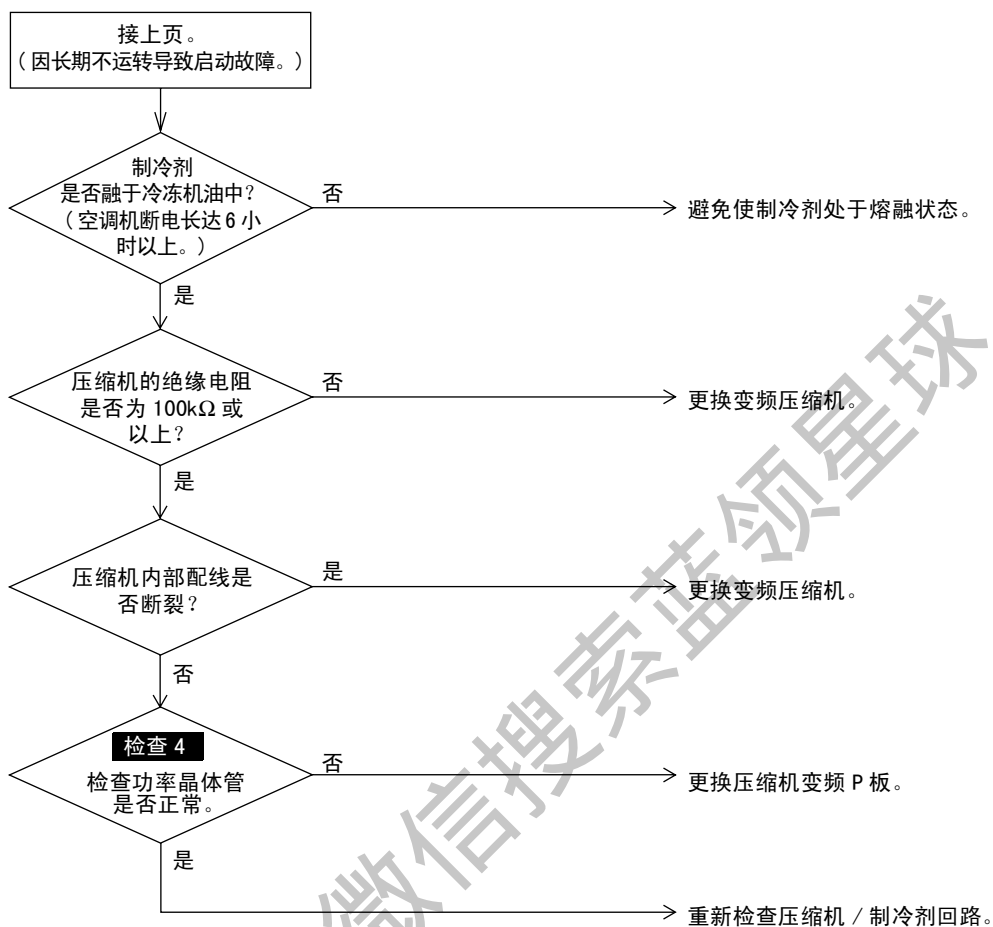 接上页。
（因长期不运转导致启动故障。）
制冷剂
是否融于冷冻机油中？
（空调机断电长达 6 小
时以上。）
否
避免使制冷剂处于熔融状态。
是
压缩机的绝缘电阻
是否为 100kΩ 或
以上？
否
更换变频压缩机。
是
压缩机内部配线是
否断裂？
是
更换变频压缩机。
否
检查 4
检查功率晶体管
是否正常。
否
更换压缩机变频 P 板。
是
重新检查压缩机 / 制冷剂回路。
微信搜索蓝领星球